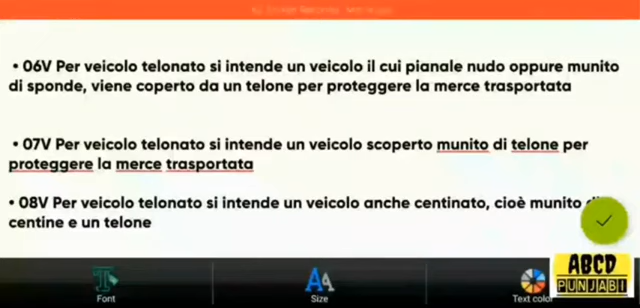 • 06V Per veicolo telonato si intende un veicolo il cui pianale nudo oppure munito
di sponde, viene coperto da un telone per proteggere la merce trasportata
• 07V Per veicolo telonato si intende un veicolo scoperto munito di telone per
proteggere la merce trasportata
• 08V Per veicolo telonato si intende un veicolo anche centinato, cioè munito
centine e un telone
Font
Size
Text color
ABCD
PUNJABI